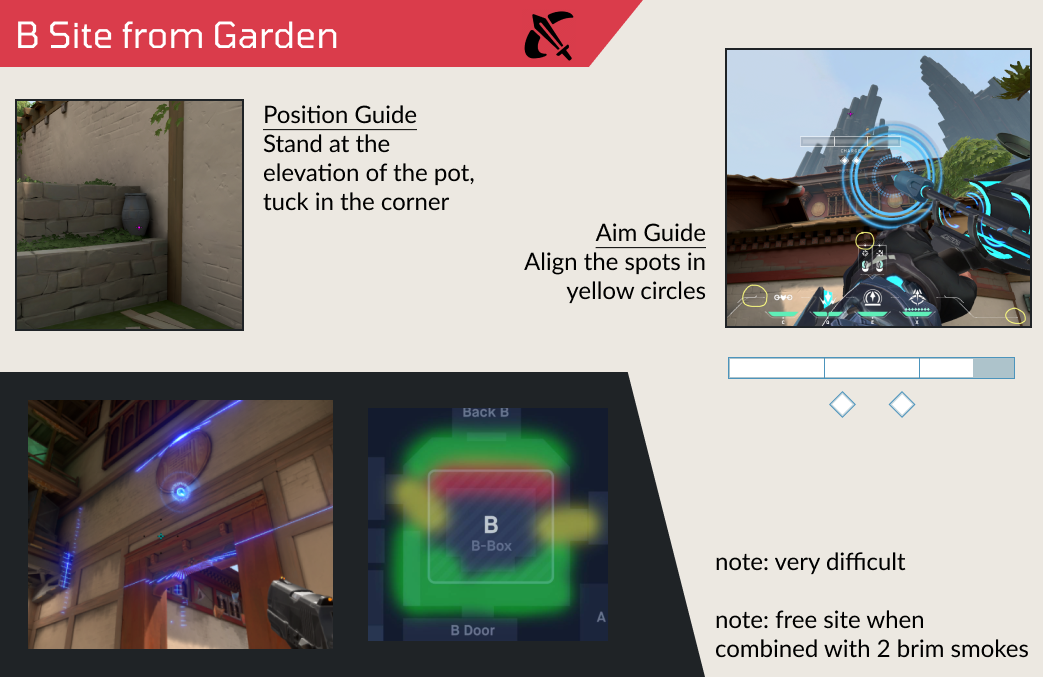 B Site from Garden
Position Guide
Stand at the
elevation of the pot,
tuck in the corner
Aim Guide
Align the spots in
yellow circles
CHARGE
C
Q
E
X
Back B
B
B-Box
A
B Door
note: very difficult
note: free site when
combined with 2 brim smokes